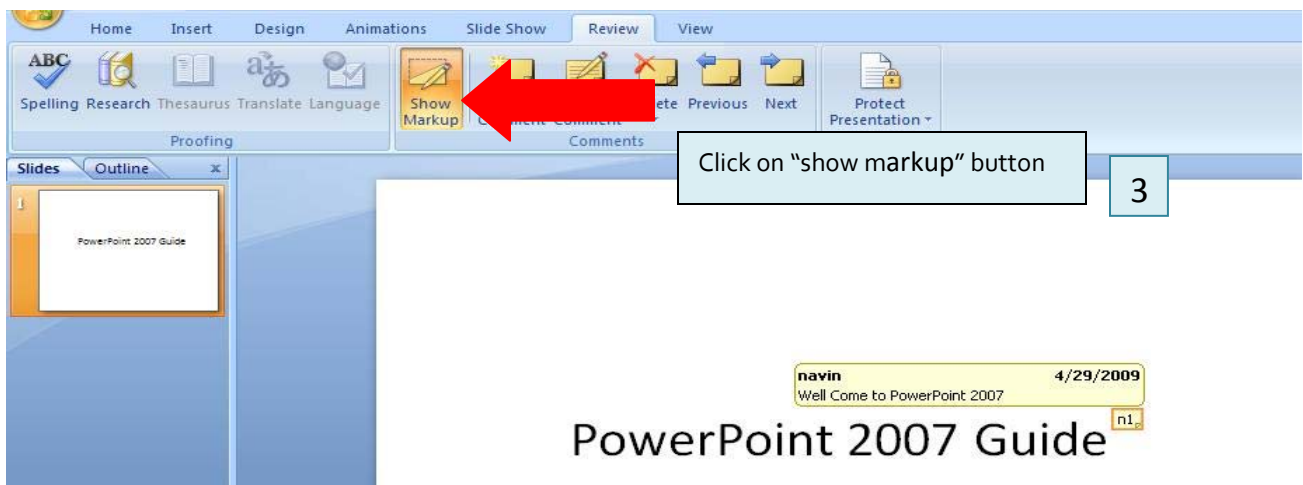 Home Insert Design Animations Slide Show Review View
ABC
Spelling Research Thesaurus Translate Language Show Markup Comment Comment ete Previous Next Protect Presentation
Proofing Comments
Click on "show markup" button
3
Slides Outline x
1
PowerPoint 2007 Guide
navin 4/29/2009
Well Come to PowerPoint 2007
n1
PowerPoint 2007 Guide